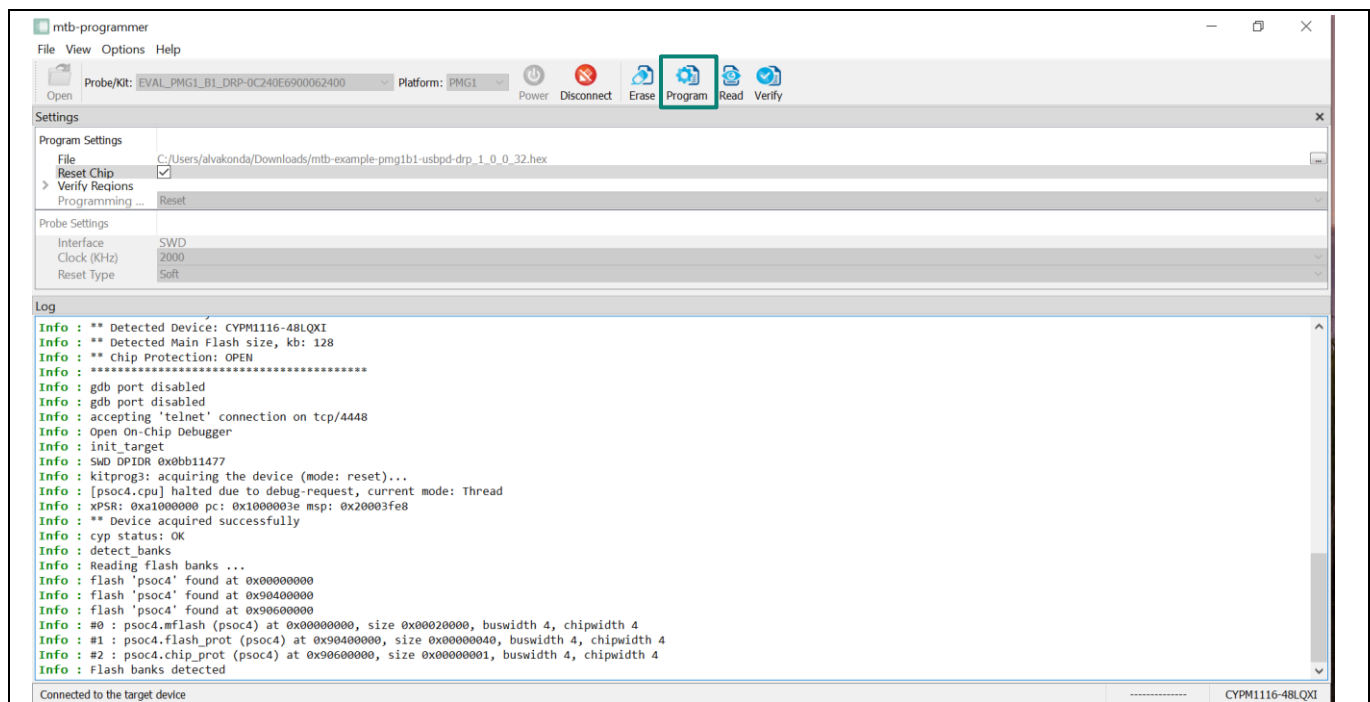 mtb-programmer
File View Options Help
Open Probe/Kit: EVAL_PMG1_B1_DRP-0C240E6900062400 Platform: PMG1 Power Disconnect Erase Program Read Verify
Settings
Program Settings
File C:/Users/alvakonda/Downloads/mtb-example-pmg1b1-usbpd-drp_1_0_0_32.hex ...
Reset Chip
Verify Regions
Programming ... Reset
Probe Settings
Interface SWD
Clock (KHz) 2000
Reset Type Soft
Log
Info : ** Detected Device: CYPM1116-48LQXI
Info : ** Detected Main Flash size, kb: 128
Info : ** Chip Protection: OPEN
Info : *****************************************
Info : gdb port disabled
Info : gdb port disabled
Info : accepting 'telnet' connection on tcp/4448
Info : Open On-Chip Debugger
Info : init_target
Info : SWD DPIDR 0x0bb11477
Info : kitprog3: acquiring the device (mode: reset)...
Info : [psoc4.cpu] halted due to debug-request, current mode: Thread
Info : xPSR: 0xa1000000 pc: 0x1000003e msp: 0x20003fe8
Info : ** Device acquired successfully
Info : cyp status: OK
Info : detect_banks
Info : Reading flash banks ...
Info : flash 'psoc4' found at 0x00000000
Info : flash 'psoc4' found at 0x90400000
Info : flash 'psoc4' found at 0x90600000
Info : #0 : psoc4.mflash (psoc4) at 0x00000000, size 0x00020000, buswidth 4, chipwidth 4
Info : #1 : psoc4.flash_prot (psoc4) at 0x90400000, size 0x00000040, buswidth 4, chipwidth 4
Info : #2 : psoc4.chip_prot (psoc4) at 0x90600000, size 0x00000001, buswidth 4, chipwidth 4
Info : Flash banks detected
Connected to the target device -------------- CYPM1116-48LQXI